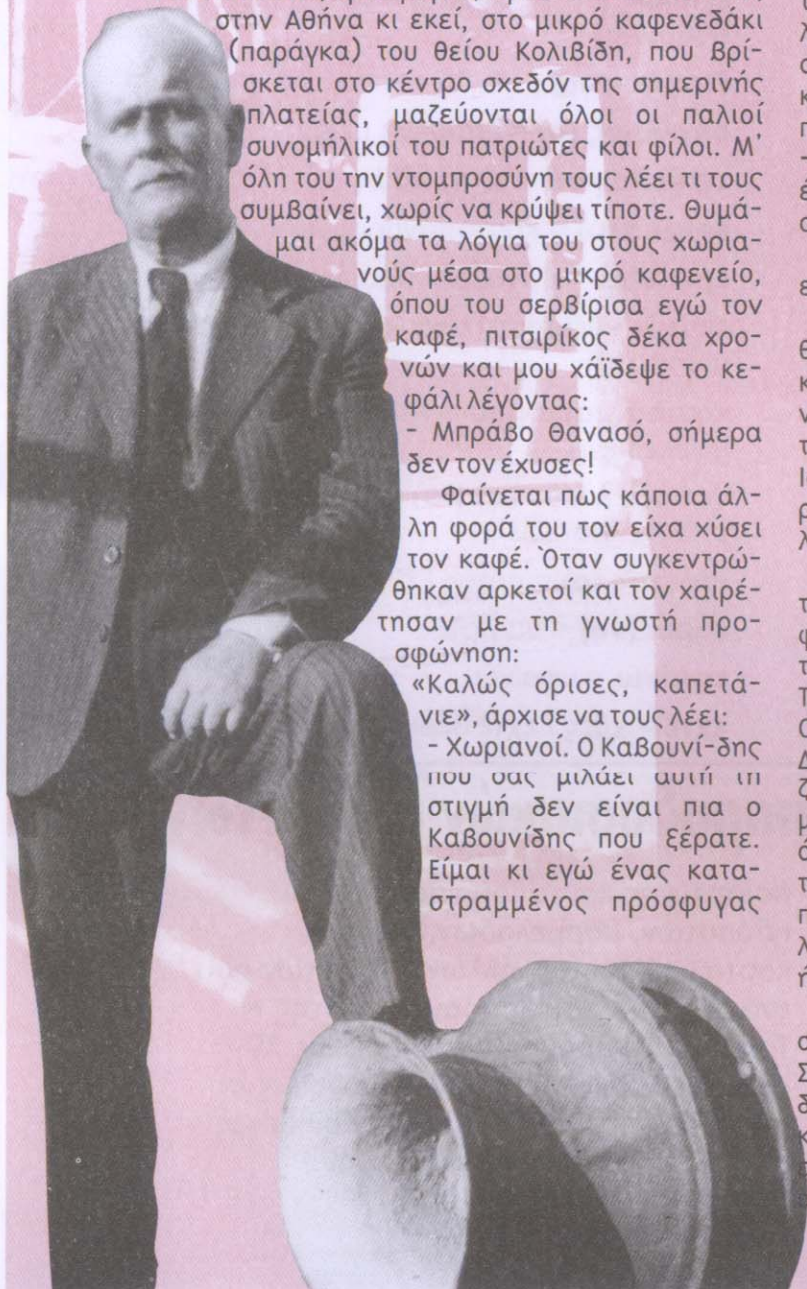 στην Αθήνα κι εκεί, στο μικρό καφενεδάκι
(παράγκα) του θείου Κολιβίδη, που βρί-
σκεται στο κέντρο σχεδόν της σημερινής
πλατείας, μαζεύονται όλοι οι παλιοί
συνομήλικοί του πατριώτες και φίλοι. Μ'
όλη του την ντομπροσύνη τους λέει τι τους
συμβαίνει, χωρίς να κρύψει τίποτε. Θυμά-
μαι ακόμα τα λόγια του στους χωρια-
νούς μέσα στο μικρό καφενείο,
όπου του σερβίρισα εγώ τον
καφέ, πιτσιρίκος δέκα χρο-
νών και μου χάϊδεψε το κε-
φάλι λέγοντας:
- Μπράβο Θανασό, σήμερα
δεν τον έχυσες!
Φαίνεται πως κάποια άλ-
λη φορά του τον είχα χύσει
τον καφέ. Όταν συγκεντρώ-
θηκαν αρκετοί και τον χαιρέ-
τησαν με τη γνωστή προ-
σφώνηση:
«Καλώς όρισες, καπετά-
νιε», άρχισε να τους λέει:
- Χωριανοί. Ο Καβουνί-δης
που σας μιλάει αυτή τη
στιγμή δεν είναι πια ο
Καβουνίδης που ξέρατε.
Είμαι κι εγώ ένας κατα-
στραμμένος πρόσφυγας